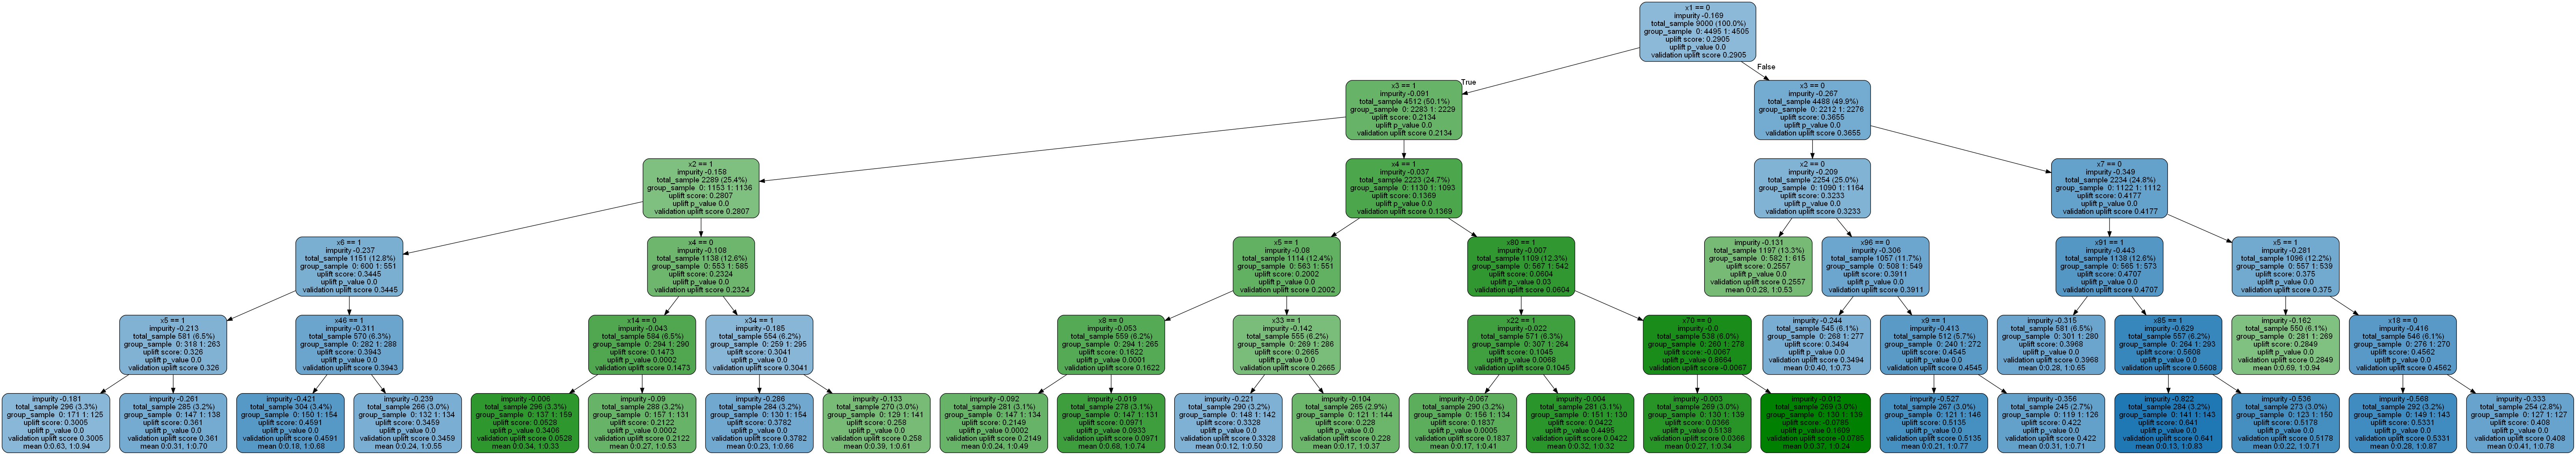 x1 == 0
impurity -0.169
total_sample 9000 (100.0%)
group_sample 0: 4495 1: 4505
uplift score: 0.2905
uplift p_value 0.0
validation uplift score 0.2905
True
False
x3 == 1
impurity -0.091
total_sample 4512 (50.1%)
group_sample 0: 2283 1: 2229
uplift score: 0.2134
uplift p_value 0.0
validation uplift score 0.2134
x3 == 0
impurity -0.267
total_sample 4488 (49.9%)
group_sample 0: 2212 1: 2276
uplift score: 0.3655
uplift p_value 0.0
validation uplift score 0.3655
x2 == 1
impurity -0.158
total_sample 2289 (25.4%)
group_sample 0: 1153 1: 1136
uplift score: 0.2807
uplift p_value 0.0
validation uplift score 0.2807
x4 == 1
impurity -0.037
total_sample 2223 (24.7%)
group_sample 0: 1130 1: 1093
uplift score: 0.1369
uplift p_value 0.0
validation uplift score 0.1369
x2 == 0
impurity -0.209
total_sample 2254 (25.0%)
group_sample 0: 1090 1: 1164
uplift score: 0.3233
uplift p_value 0.0
validation uplift score 0.3233
x7 == 0
impurity -0.349
total_sample 2234 (24.8%)
group_sample 0: 1122 1: 1112
uplift score: 0.4177
uplift p_value 0.0
validation uplift score 0.4177
x6 == 1
impurity -0.237
total_sample 1151 (12.8%)
group_sample 0: 600 1: 551
uplift score: 0.3445
uplift p_value 0.0
validation uplift score 0.3445
x4 == 0
impurity -0.108
total_sample 1138 (12.6%)
group_sample 0: 553 1: 585
uplift score: 0.2324
uplift p_value 0.0
validation uplift score 0.2324
x5 == 1
impurity -0.08
total_sample 1114 (12.4%)
group_sample 0: 563 1: 551
uplift score: 0.2002
uplift p_value 0.0
validation uplift score 0.2002
x80 == 1
impurity -0.007
total_sample 1109 (12.3%)
group_sample 0: 567 1: 542
uplift score: 0.0604
uplift p_value 0.03
validation uplift score 0.0604
impurity -0.131
total_sample 1197 (13.3%)
group_sample 0: 582 1: 615
uplift score: 0.2557
uplift p_value 0.0
validation uplift score 0.2557
mean 0:0.28, 1:0.53
x96 == 0
impurity -0.306
total_sample 1057 (11.7%)
group_sample 0: 508 1: 549
uplift score: 0.3911
uplift p_value 0.0
validation uplift score 0.3911
x91 == 1
impurity -0.443
total_sample 1138 (12.6%)
group_sample 0: 565 1: 573
uplift score: 0.4707
uplift p_value 0.0
validation uplift score 0.4707
x5 == 1
impurity -0.281
total_sample 1096 (12.2%)
group_sample 0: 557 1: 539
uplift score: 0.375
uplift p_value 0.0
validation uplift score 0.375
x5 == 1
impurity -0.213
total_sample 581 (6.5%)
group_sample 0: 318 1: 263
uplift score: 0.326
uplift p_value 0.0
validation uplift score 0.326
x46 == 1
impurity -0.311
total_sample 570 (6.3%)
group_sample 0: 282 1: 288
uplift score: 0.3943
uplift p_value 0.0
validation uplift score 0.3943
x14 == 0
impurity -0.043
total_sample 584 (6.5%)
group_sample 0: 294 1: 290
uplift score: 0.1473
uplift p_value 0.0002
validation uplift score 0.1473
x34 == 1
impurity -0.185
total_sample 554 (6.2%)
group_sample 0: 259 1: 295
uplift score: 0.3041
uplift p_value 0.0
validation uplift score 0.3041
x8 == 0
impurity -0.053
total_sample 559 (6.2%)
group_sample 0: 294 1: 265
uplift score: 0.1622
uplift p_value 0.0001
validation uplift score 0.1622
x33 == 1
impurity -0.142
total_sample 555 (6.2%)
group_sample 0: 269 1: 286
uplift score: 0.2665
uplift p_value 0.0
validation uplift score 0.2665
x22 == 1
impurity -0.022
total_sample 571 (6.3%)
group_sample 0: 307 1: 264
uplift score: 0.1045
uplift p_value 0.0068
validation uplift score 0.1045
x70 == 0
impurity -0.0
total_sample 538 (6.0%)
group_sample 0: 260 1: 278
uplift score: -0.0067
uplift p_value 0.8664
validation uplift score -0.0067
impurity -0.244
total_sample 545 (6.1%)
group_sample 0: 268 1: 277
uplift score: 0.3494
uplift p_value 0.0
validation uplift score 0.3494
mean 0:0.40, 1:0.73
x9 == 1
impurity -0.413
total_sample 512 (5.7%)
group_sample 0: 240 1: 272
uplift score: 0.4545
uplift p_value 0.0
validation uplift score 0.4545
impurity -0.315
total_sample 581 (6.5%)
group_sample 0: 301 1: 280
uplift score: 0.3968
uplift p_value 0.0
validation uplift score 0.3968
mean 0:0.28, 1:0.65
x85 == 1
impurity -0.629
total_sample 557 (6.2%)
group_sample 0: 264 1: 293
uplift score: 0.5608
uplift p_value 0.0
validation uplift score 0.5608
impurity -0.162
total_sample 550 (6.1%)
group_sample 0: 281 1: 269
uplift score: 0.2849
uplift p_value 0.0
validation uplift score 0.2849
mean 0:0.69, 1:0.94
x18 == 0
impurity -0.416
total_sample 546 (6.1%)
group_sample 0: 276 1: 270
uplift score: 0.4562
uplift p_value 0.0
validation uplift score 0.4562
impurity -0.181
total_sample 296 (3.3%)
group_sample 0: 171 1: 125
uplift score: 0.3005
uplift p_value 0.0
validation uplift score 0.3005
mean 0:0.63, 1:0.94
impurity -0.261
total_sample 285 (3.2%)
group_sample 0: 147 1: 138
uplift score: 0.361
uplift p_value 0.0
validation uplift score 0.361
mean 0:0.31, 1:0.70
impurity -0.421
total_sample 304 (3.4%)
group_sample 0: 150 1: 154
uplift score: 0.4591
uplift p_value 0.0
validation uplift score 0.4591
mean 0:0.18, 1:0.68
impurity -0.239
total_sample 266 (3.0%)
group_sample 0: 132 1: 134
uplift score: 0.3459
uplift p_value 0.0
validation uplift score 0.3459
mean 0:0.24, 1:0.55
impurity -0.006
total_sample 296 (3.3%)
group_sample 0: 137 1: 159
uplift score: 0.0528
uplift p_value 0.3406
validation uplift score 0.0528
mean 0:0.34, 1:0.33
impurity -0.09
total_sample 288 (3.2%)
group_sample 0: 157 1: 131
uplift score: 0.2122
uplift p_value 0.0002
validation uplift score 0.2122
mean 0:0.27, 1:0.53
impurity -0.286
total_sample 284 (3.2%)
group_sample 0: 130 1: 154
uplift score: 0.3782
uplift p_value 0.0
validation uplift score 0.3782
mean 0:0.23, 1:0.66
impurity -0.133
total_sample 270 (3.0%)
group_sample 0: 129 1: 141
uplift score: 0.258
uplift p_value 0.0
validation uplift score 0.258
mean 0:0.39, 1:0.61
impurity -0.092
total_sample 281 (3.1%)
group_sample 0: 147 1: 134
uplift score: 0.2149
uplift p_value 0.0002
validation uplift score 0.2149
mean 0:0.24, 1:0.49
impurity -0.019
total_sample 278 (3.1%)
group_sample 0: 147 1: 131
uplift score: 0.0971
uplift p_value 0.0933
validation uplift score 0.0971
mean 0:0.68, 1:0.74
impurity -0.221
total_sample 290 (3.2%)
group_sample 0: 148 1: 142
uplift score: 0.3328
uplift p_value 0.0
validation uplift score 0.3328
mean 0:0.12, 1:0.50
impurity -0.104
total_sample 265 (2.9%)
group_sample 0: 121 1: 144
uplift score: 0.228
uplift p_value 0.0
validation uplift score 0.228
mean 0:0.17, 1:0.37
impurity -0.067
total_sample 290 (3.2%)
group_sample 0: 156 1: 134
uplift score: 0.1837
uplift p_value 0.0005
validation uplift score 0.1837
mean 0:0.17, 1:0.41
impurity -0.004
total_sample 281 (3.1%)
group_sample 0: 151 1: 130
uplift score: 0.0422
uplift p_value 0.4495
validation uplift score 0.0422
mean 0:0.32, 1:0.32
impurity -0.003
total_sample 269 (3.0%)
group_sample 0: 130 1: 139
uplift score: 0.0366
uplift p_value 0.5138
validation uplift score 0.0366
mean 0:0.27, 1:0.34
impurity -0.012
total_sample 269 (3.0%)
group_sample 0: 130 1: 139
uplift score: -0.0785
uplift p_value 0.1609
validation uplift score -0.0785
mean 0:0.37, 1:0.24
impurity -0.527
total_sample 267 (3.0%)
group_sample 0: 121 1: 146
uplift score: 0.5135
uplift p_value 0.0
validation uplift score 0.5135
mean 0:0.21, 1:0.77
impurity -0.356
total_sample 245 (2.7%)
group_sample 0: 119 1: 126
uplift score: 0.422
uplift p_value 0.0
validation uplift score 0.422
mean 0:0.31, 1:0.71
impurity -0.822
total_sample 284 (3.2%)
group_sample 0: 141 1: 143
uplift score: 0.641
uplift p_value 0.0
validation uplift score 0.641
mean 0:0.13, 1:0.83
impurity -0.536
total_sample 273 (3.0%)
group_sample 0: 123 1: 150
uplift score: 0.5178
uplift p_value 0.0
validation uplift score 0.5178
mean 0:0.22, 1:0.71
impurity -0.568
total_sample 292 (3.2%)
group_sample 0: 149 1: 143
uplift score: 0.5331
uplift p_value 0.0
validation uplift score 0.5331
mean 0:0.28, 1:0.87
impurity -0.333
total_sample 254 (2.8%)
group_sample 0: 127 1: 127
uplift score: 0.408
uplift p_value 0.0
validation uplift score 0.408
mean 0:0.41, 1:0.78